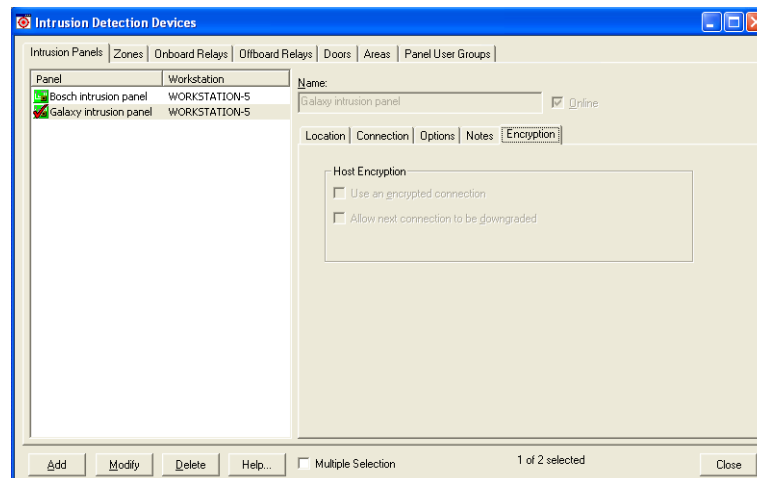 Intrusion Detection Devices
Intrusion Panels Zones Onboard Relays Offboard Relays Doors Areas Panel User Groups
Panel Workstation
Bosch intrusion panel WORKSTATION-5
Galaxy intrusion panel WORKSTATION-5
Name:
Galaxy intrusion panel Online
Location Connection Options Notes Encryption
Host Encryption
Use an encrypted connection
Allow next connection to be downgraded
Add Modify Delete Help... Multiple Selection 1 of 2 selected Close